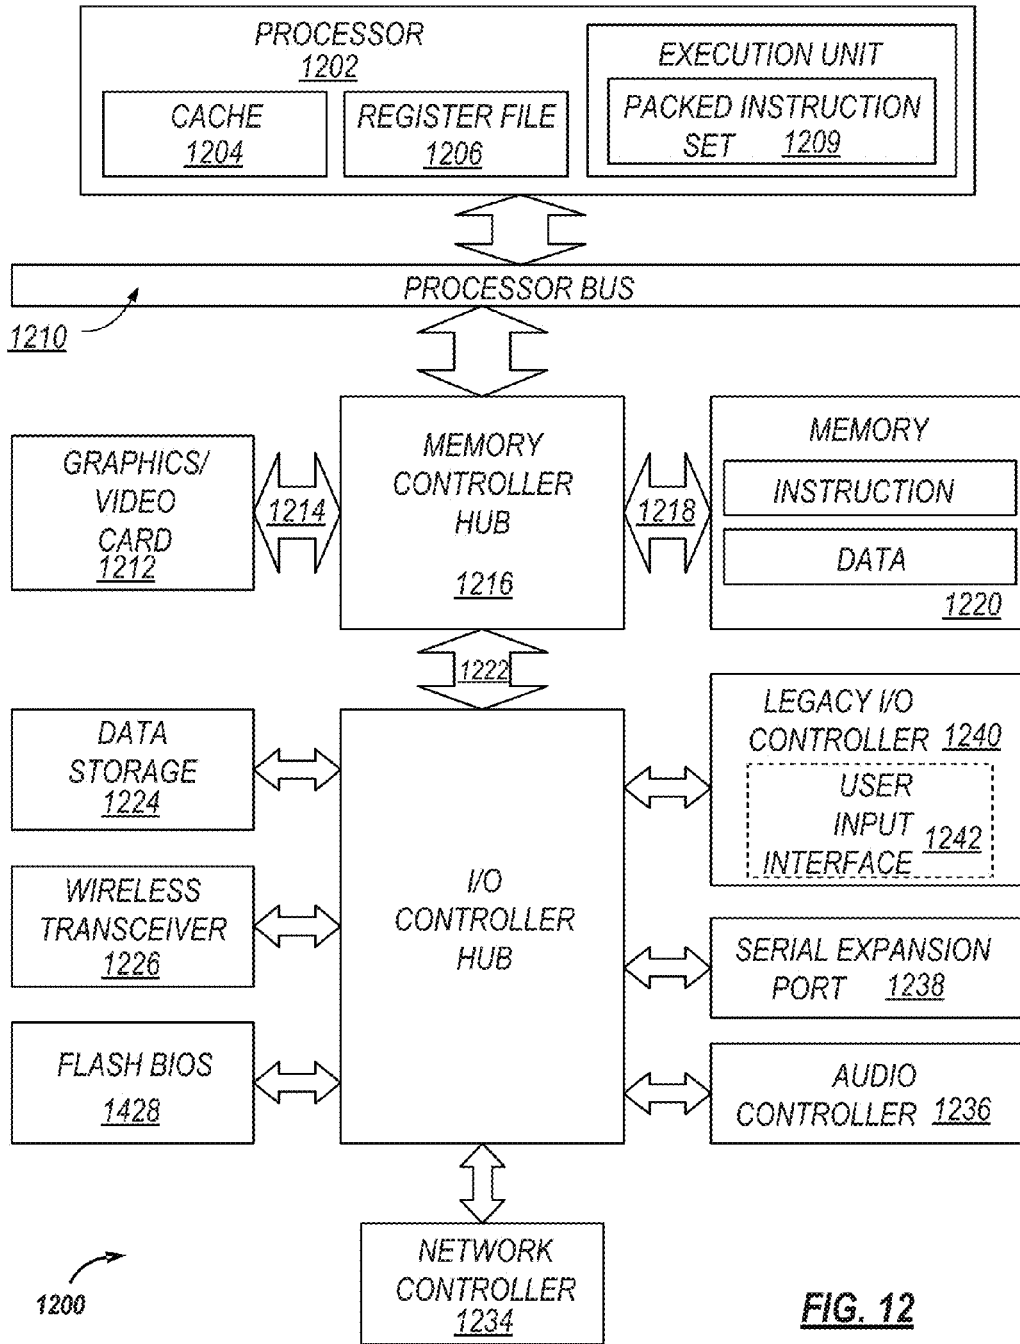 PROCESSOR
1202
CACHE
1204
REGISTER FILE
1206
EXECUTION UNIT
PACKED INSTRUCTION
SET 1209
PROCESSOR BUS
1210
GRAPHICS/
VIDEO
CARD
1212
1214
MEMORY
CONTROLLER
HUB
1216
1218
MEMORY
INSTRUCTION
DATA
1220
1222
DATA
STORAGE
1224
WIRELESS
TRANSCEIVER
1226
FLASH BIOS
1428
I/O
CONTROLLER
HUB
LEGACY I/O
CONTROLLER 1240
USER
INPUT
INTERFACE 1242
SERIAL EXPANSION
PORT 1238
AUDIO
CONTROLLER 1236
NETWORK
CONTROLLER
1234
1200
FIG. 12